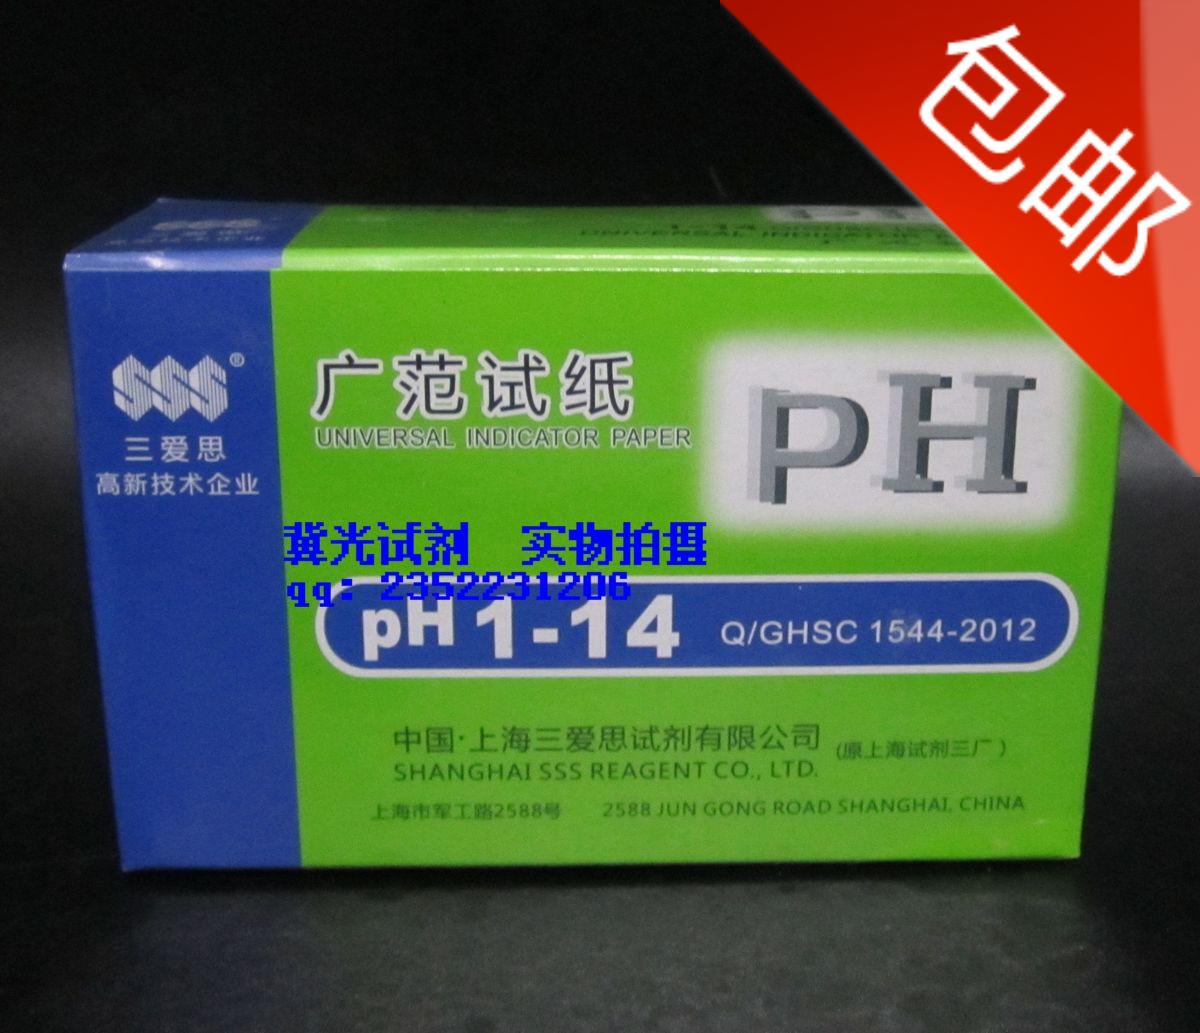 包邮
SSS
UNIVERSAL INDICATOR
PH
SSS®
三爱思
高新技术企业
广范试纸
UNIVERSAL INDICATOR PAPER
PH
冀光试剂 实物拍摄
qq: 2352231206
pH 1-14 Q/GHSC 1544-2012
中国·上海三爱思试剂有限公司 (原上海试剂三厂)
SHANGHAI SSS REAGENT CO., LTD.
上海市军工路2588号 2588 JUN GONG ROAD SHANGHAI, CHINA